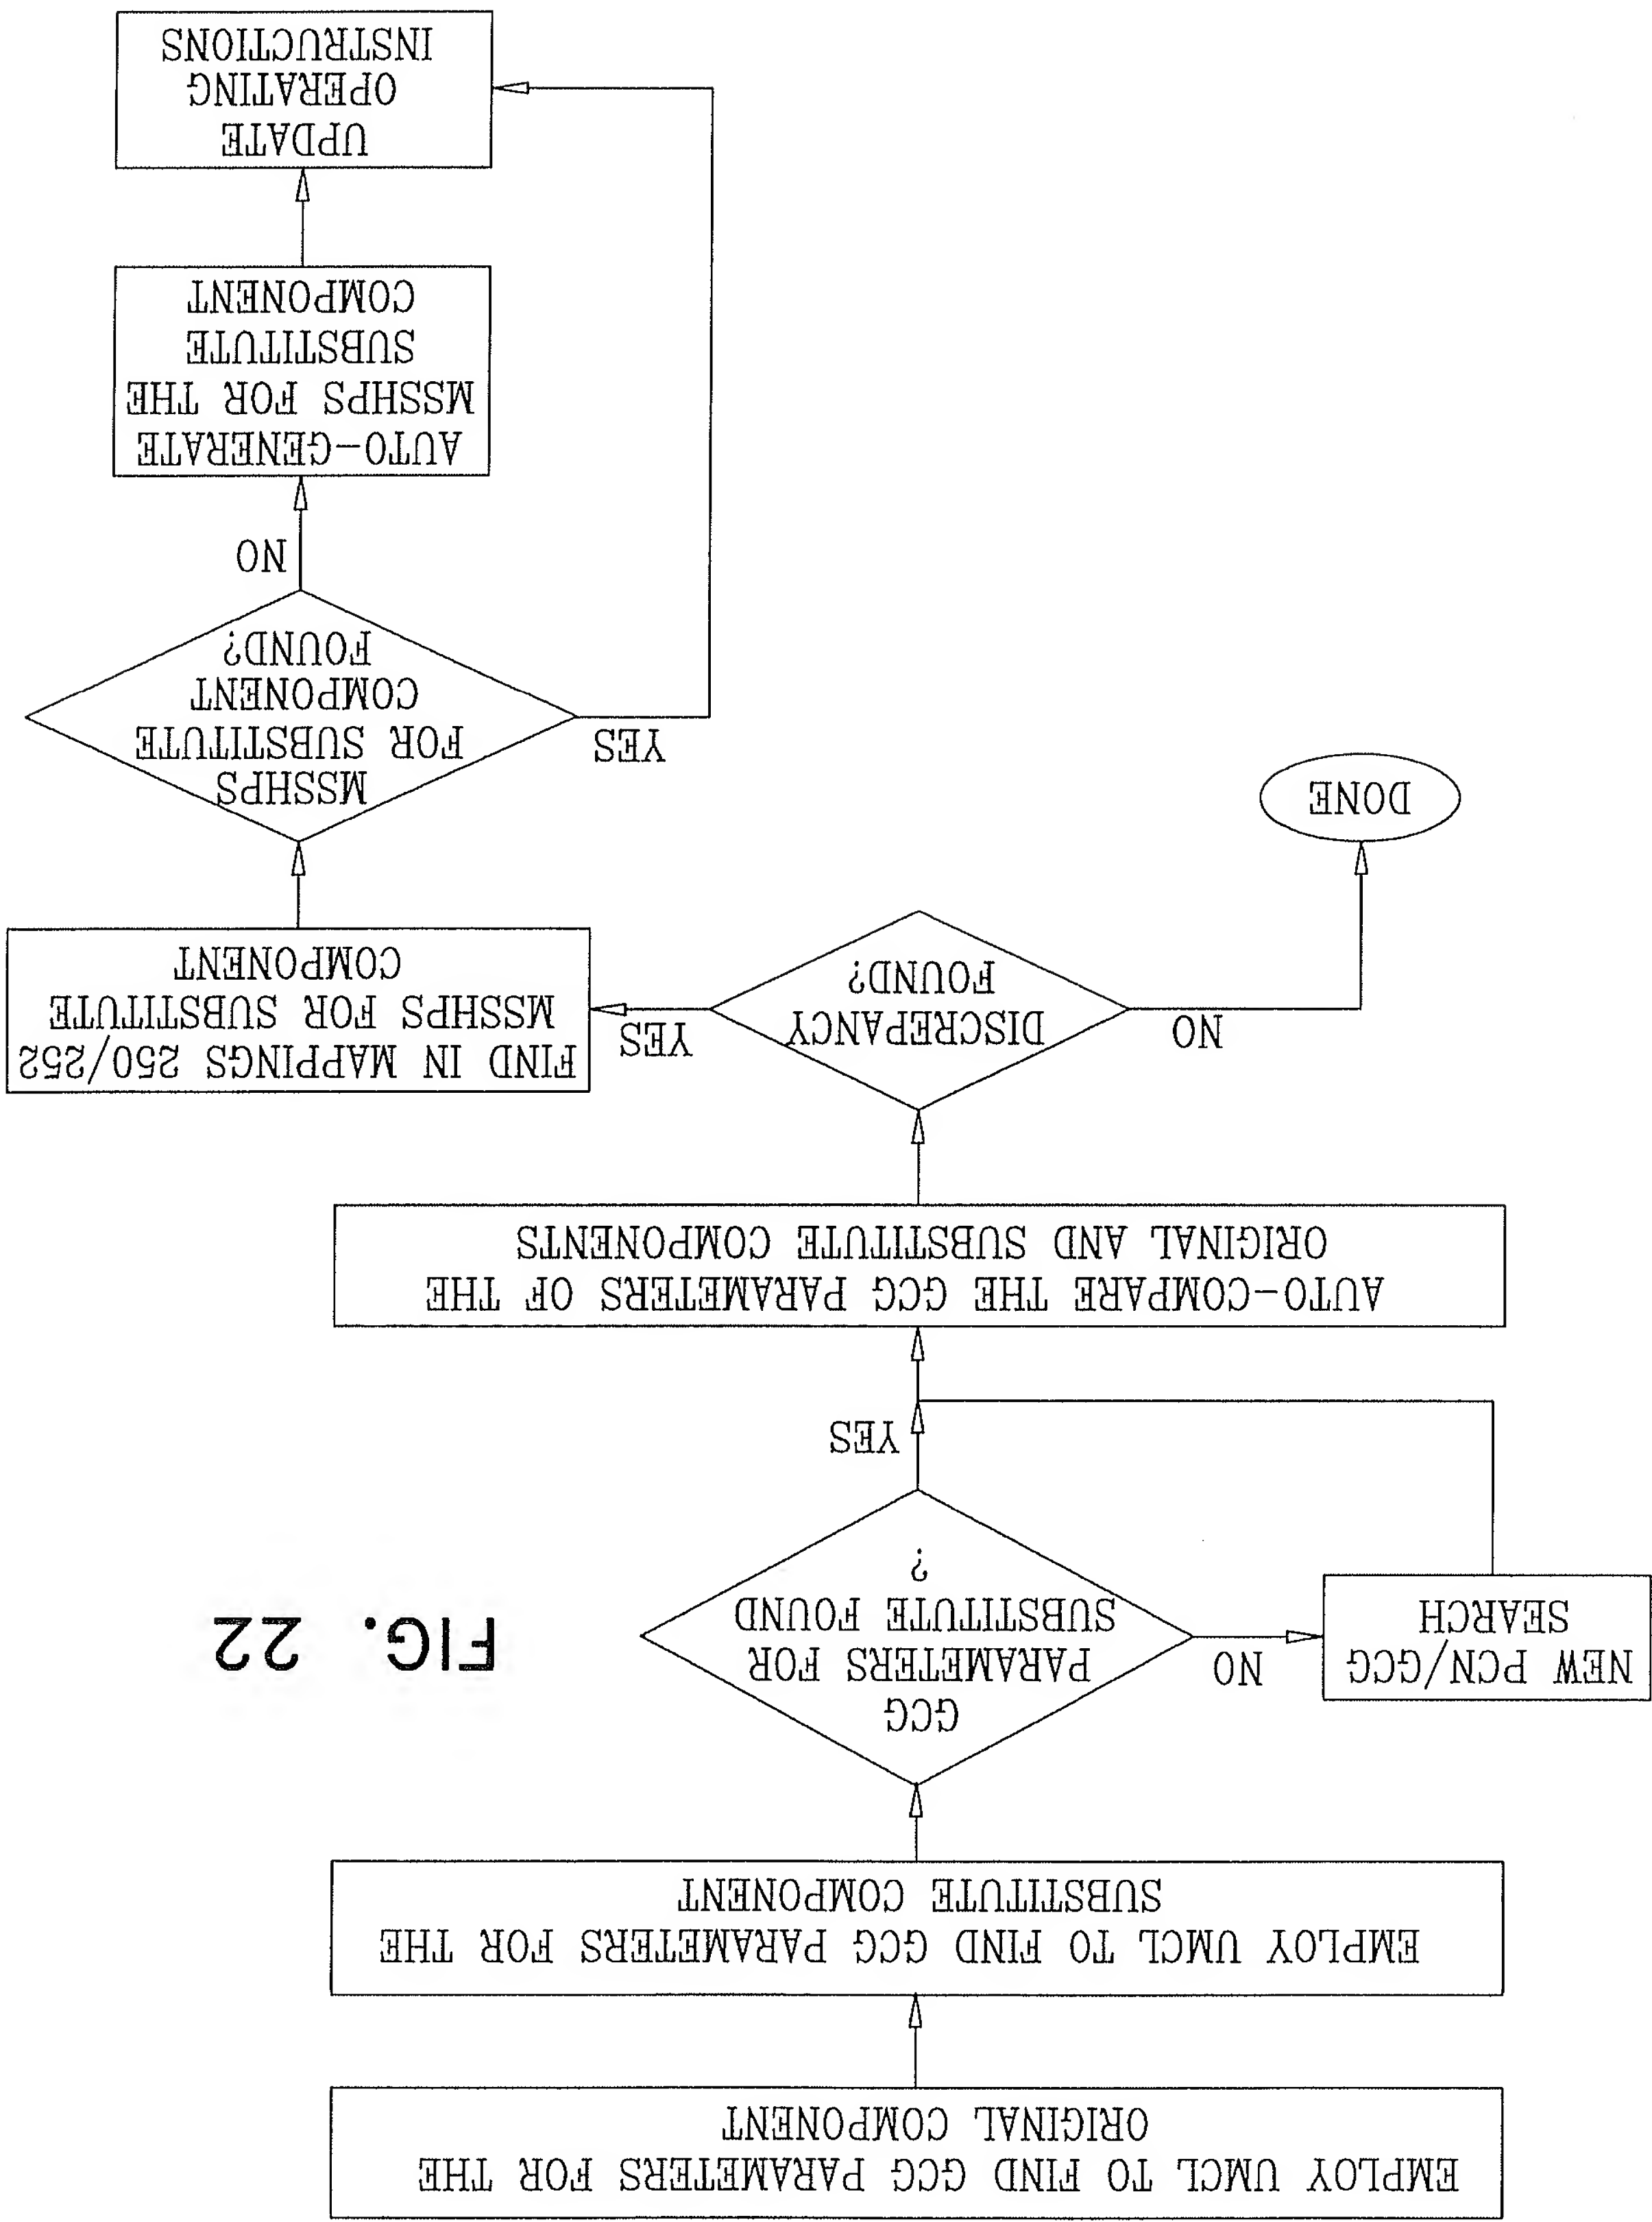 EMPLOY UMCL TO FIND GCG PARAMETERS FOR THE
ORIGINAL COMPONENT
EMPLOY UMCL TO FIND GCG PARAMETERS FOR THE
SUBSTITUTE COMPONENT
GCG
PARAMETERS FOR
SUBSTITUTE FOUND
?
NO
NEW PCN/GCG
SEARCH
YES
FIG. 22
AUTO-COMPARE THE GCG PARAMETERS OF THE
ORIGINAL AND SUBSTITUTE COMPONENTS
DISCREPANCY
FOUND?
NO
DONE
YES
FIND IN MAPPINGS 250/252
MSSHPS FOR SUBSTITUTE
COMPONENT
MSSHPS
FOR SUBSTITUTE
COMPONENT
FOUND?
YES
NO
AUTO-GENERATE
MSSHPS FOR THE
SUBSTITUTE
COMPONENT
UPDATE
OPERATING
INSTRUCTIONS